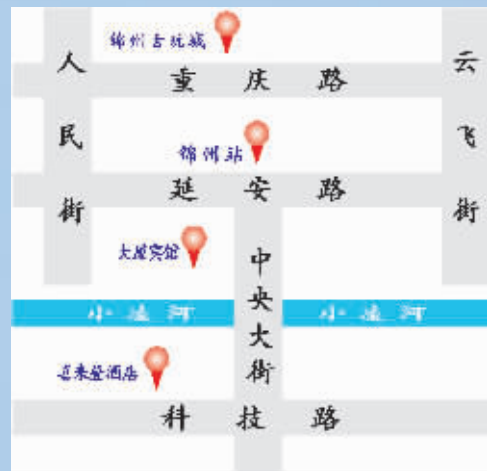 锦州古玩城
人民街
云飞街
重庆路
锦州站
延安路
大厦宾馆
中央大街
小凌河
小凌河
喜来登酒店
科技路